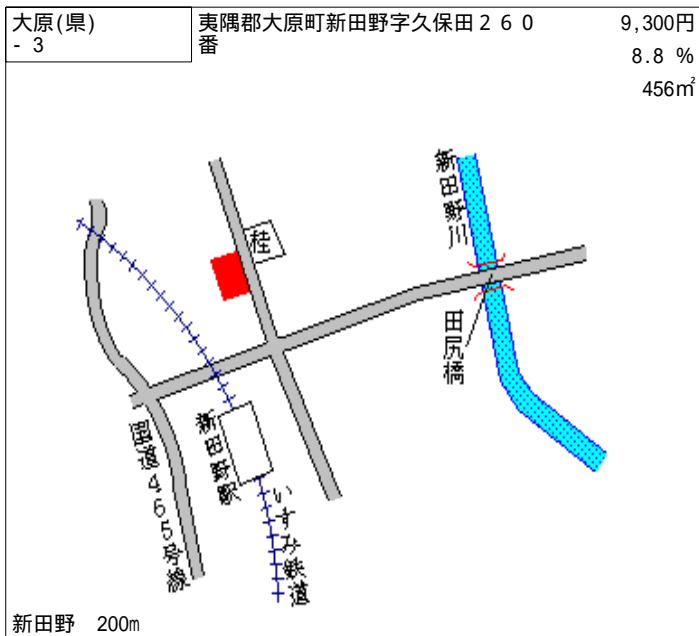 大原(県)
- 3
夷隅郡大原町新田野字久保田２６０
番
9,300円
8.8 %
456㎡
新田野川
桂
田尻橋
国道４６５号線
新田野駅
いすみ鉄道
新田野　200m